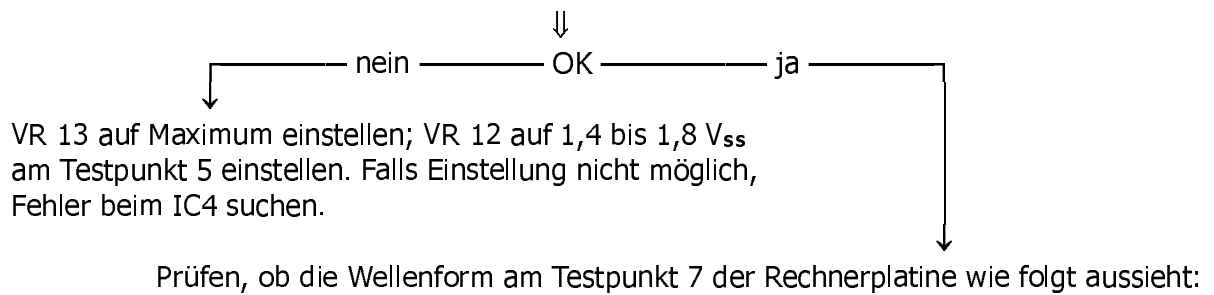 nein OK ja
VR 13 auf Maximum einstellen; VR 12 auf 1,4 bis 1,8 Vss
am Testpunkt 5 einstellen. Falls Einstellung nicht möglich,
Fehler beim IC4 suchen.
Prüfen, ob die Wellenform am Testpunkt 7 der Rechnerplatine wie folgt aussieht: